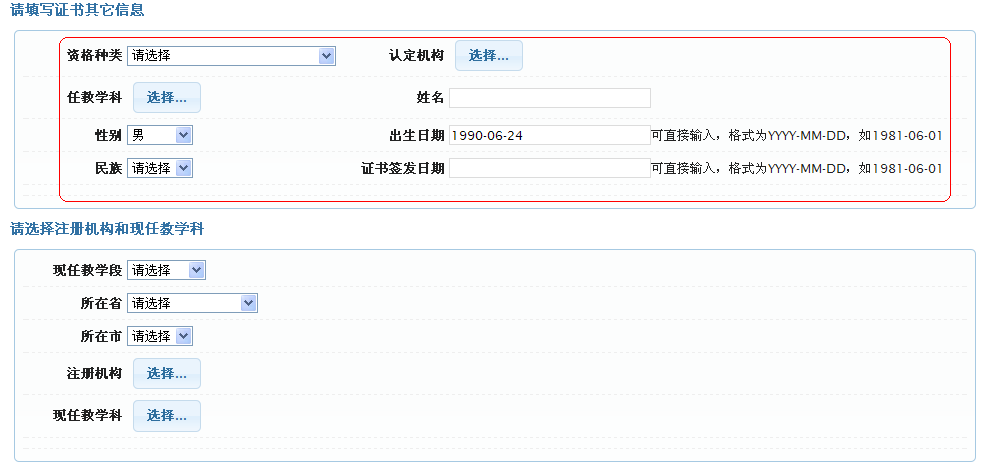 请填写证书其它信息
资格种类 请选择 认定机构 选择...
任教学科 选择... 姓名
性别 男 出生日期 1990-06-24 可直接输入，格式为YYYY-MM-DD，如1981-06-01
民族 请选择 证书签发日期 可直接输入，格式为YYYY-MM-DD，如1981-06-01
请选择注册机构和现任教学科
现任教学段 请选择
所在省 请选择
所在市 请选择
注册机构 选择...
现任教学科 选择...